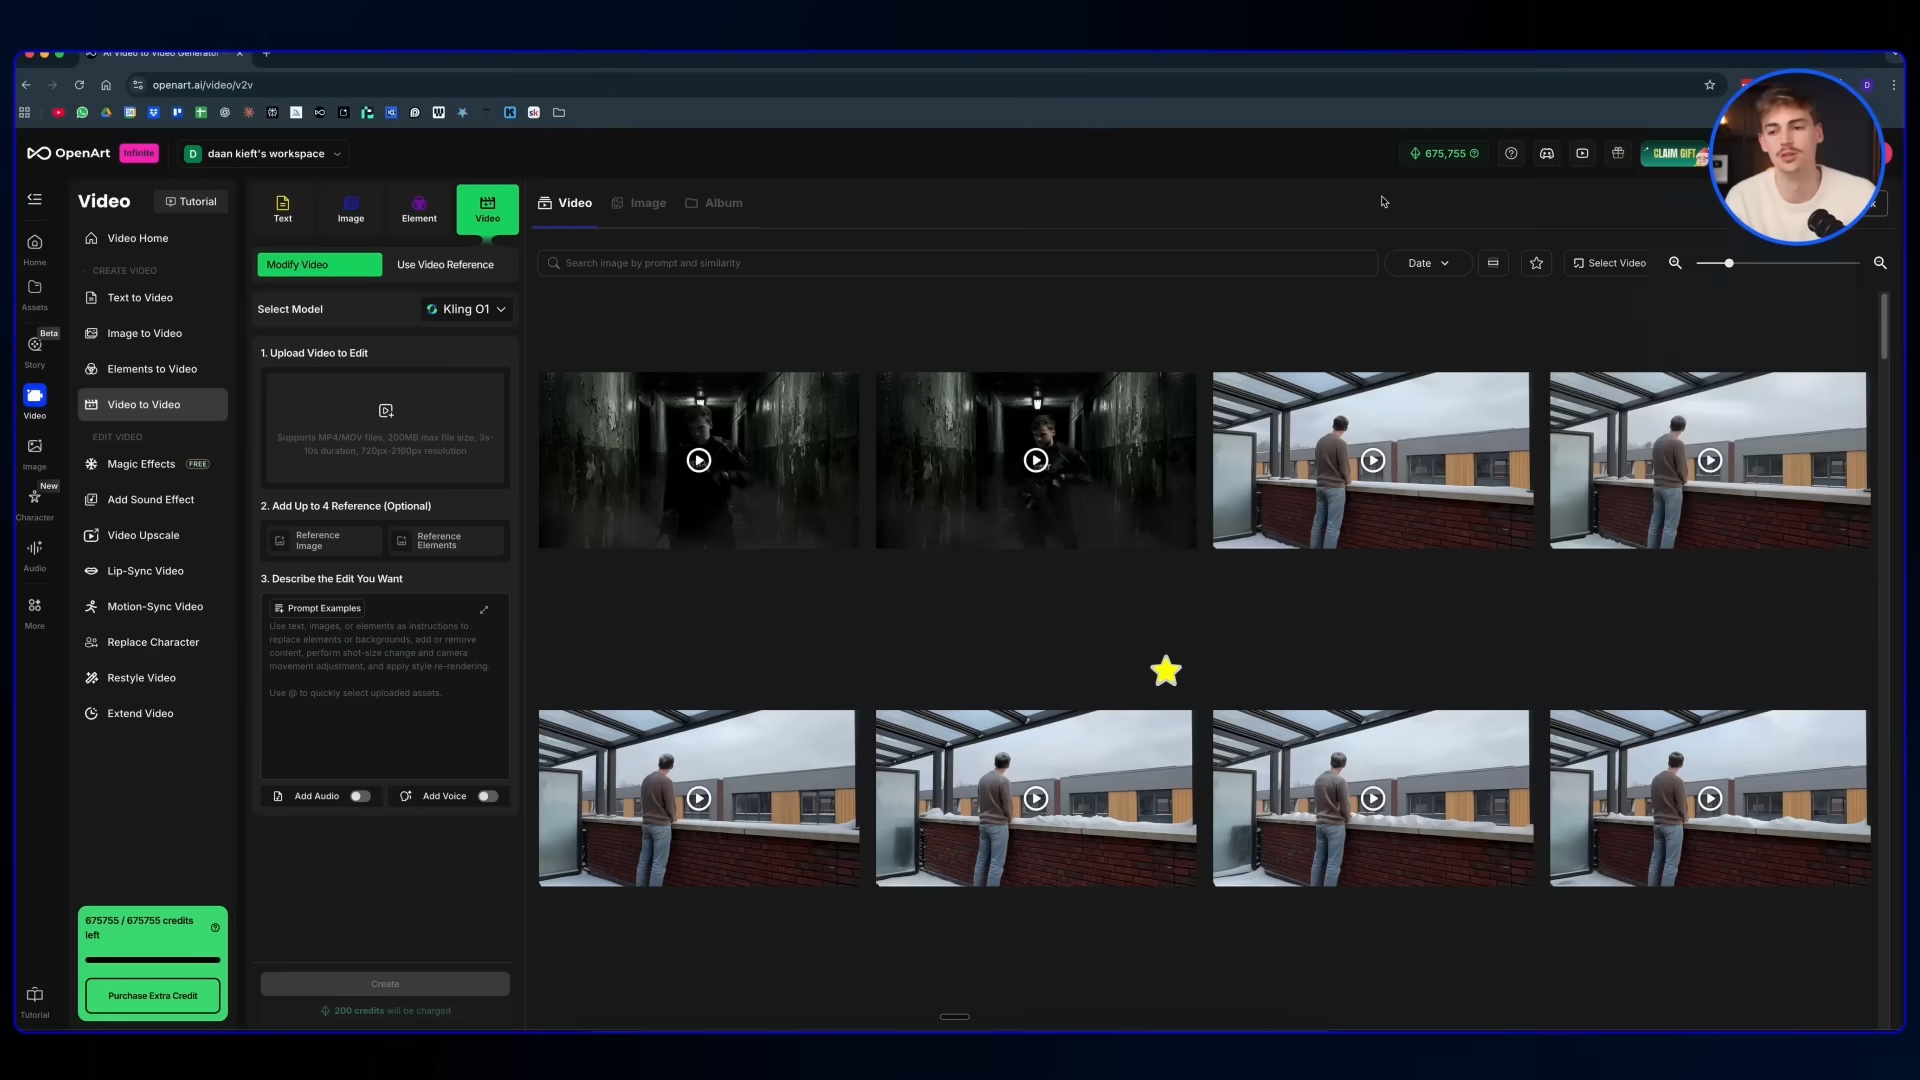 AI Video to Video Generator
openart.ai/video/v2v
D
OpenArt
Infinite
D
daan kieft's workspace
675,755
CLAIM GIFT
Home
Assets
Beta
Story
Video
Image
New
Character
Audio
More
Tutorial
Video
Tutorial
Video Home
CREATE VIDEO
Text to Video
Image to Video
Elements to Video
Video to Video
EDIT VIDEO
Magic Effects
FREE
Add Sound Effect
Video Upscale
Lip-Sync Video
Motion-Sync Video
Replace Character
Restyle Video
Extend Video
675755 / 675755 credits
left
Purchase Extra Credit
Text
Image
Element
Video
Modify Video
Use Video Reference
Select Model
Kling O1
1. Upload Video to Edit
Supports MP4/MOV files, 200MB max file size, 3s-
10s duration, 720px-2160px resolution
2. Add Up to 4 Reference (Optional)
Reference
Image
Reference
Elements
3. Describe the Edit You Want
Prompt Examples
Use text, images, or elements as instructions to
replace elements or backgrounds, add or remove
content, perform shot-size change and camera
movement adjustment, and apply style re-rendering.
Use @ to quickly select uploaded assets.
Add Audio
Add Voice
Create
200 credits will be charged
Video
Image
Album
Search image by prompt and similarity
Date
Select Video